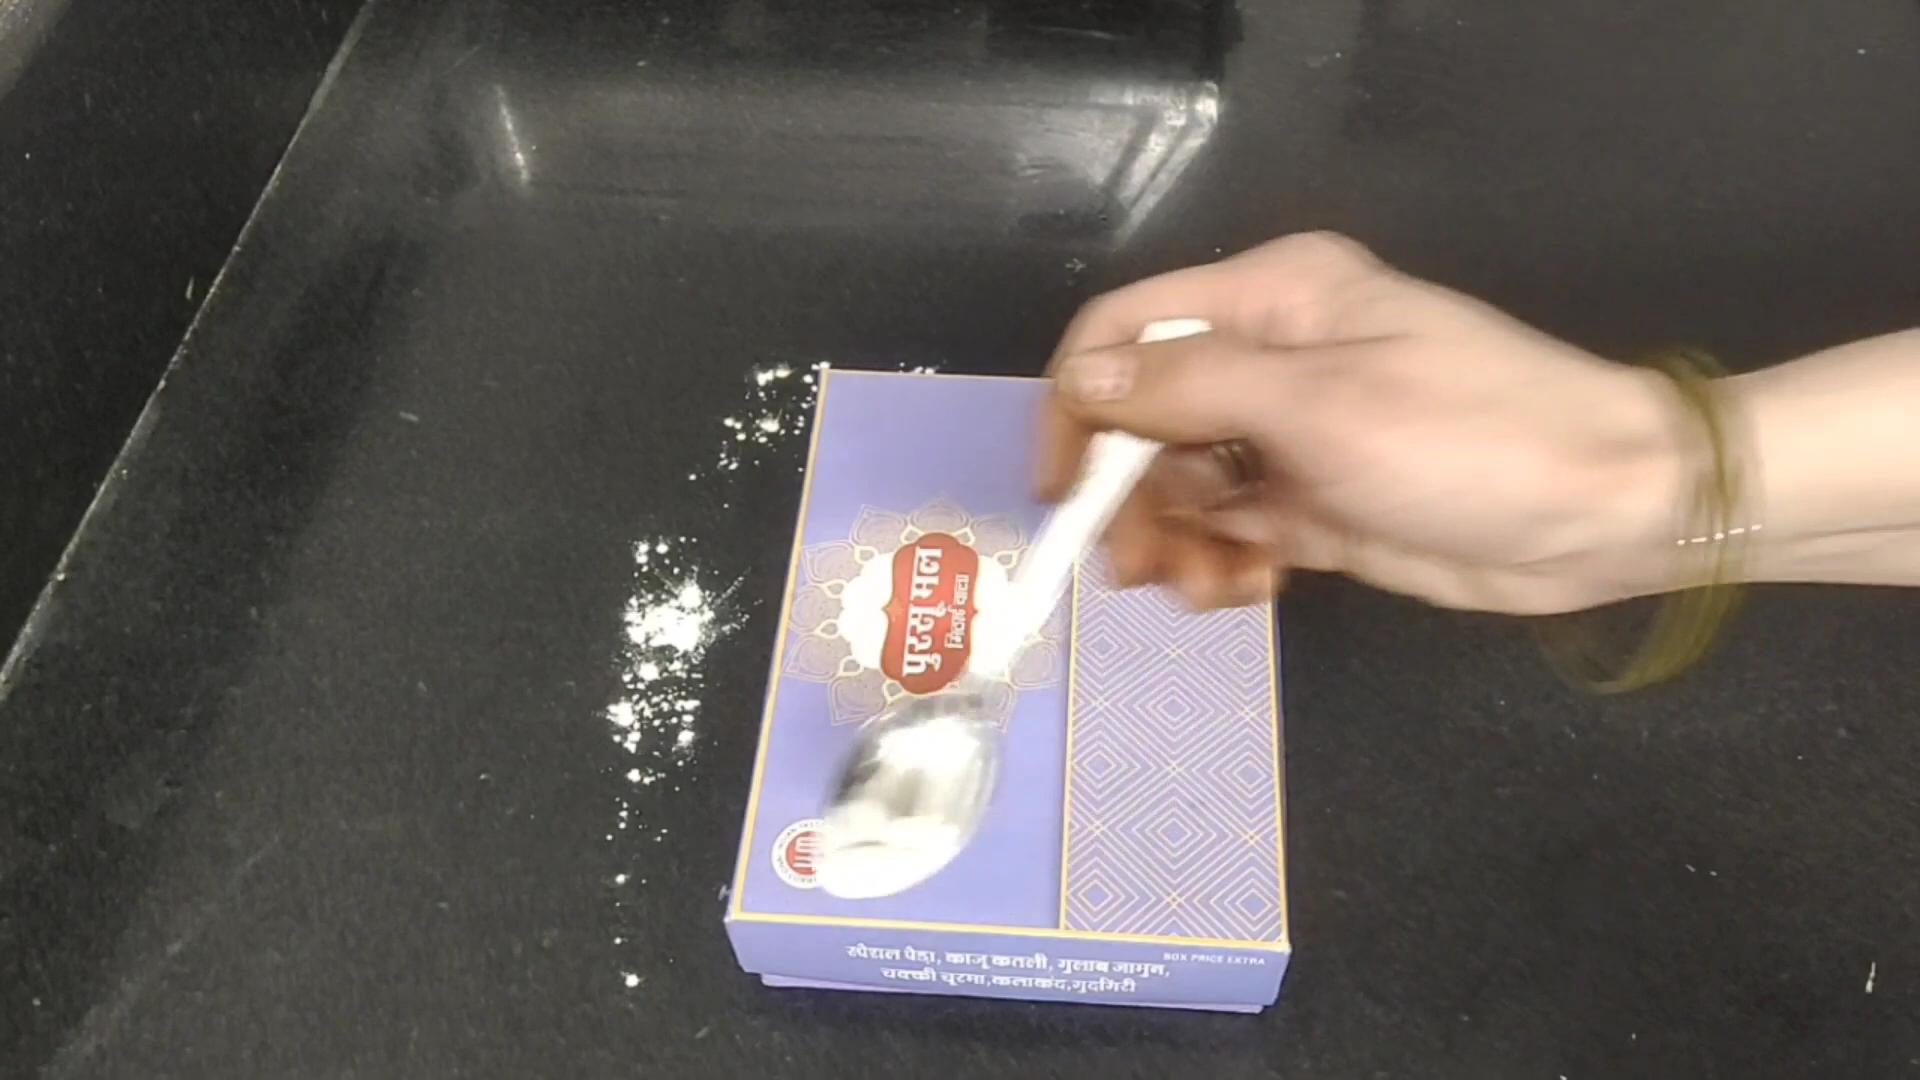 पुरसू मल
मिठाई वाला
स्पेशल पेड़ा, काजू कतली, गुलाब जामुन,
चक्की चूरमा,कलाकंद,गुदगिरी
BOX PRICE EXTRA